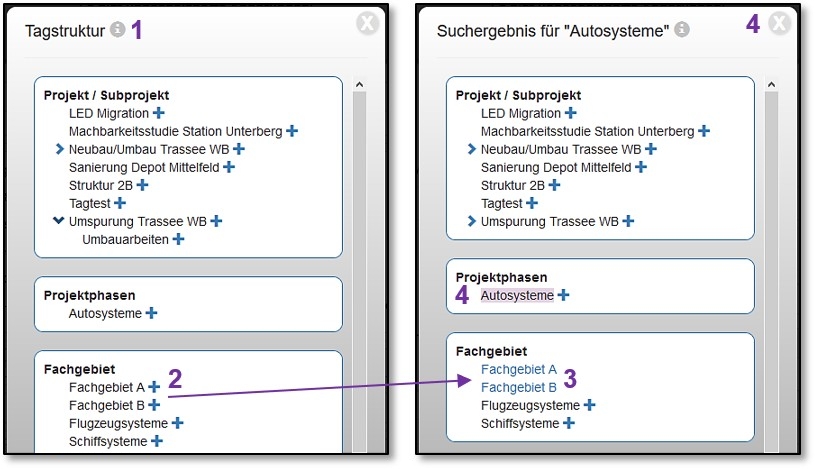 Tagstruktur i 1
X
Projekt / Subprojekt
LED Migration +
Machbarkeitsstudie Station Unterberg +
Neubau/Umbau Trassee WB +
Sanierung Depot Mittelfeld +
Struktur 2B +
Tagtest +
Umspurung Trassee WB +
Umbauarbeiten +
Projektphasen
Autosysteme +
Fachgebiet
Fachgebiet A + 2
Fachgebiet B +
Flugzeugsysteme +
Schiffsysteme +
Suchergebnis für "Autosysteme" i 4 X
Projekt / Subprojekt
LED Migration +
Machbarkeitsstudie Station Unterberg +
Neubau/Umbau Trassee WB +
Sanierung Depot Mittelfeld +
Struktur 2B +
Tagtest +
Umspurung Trassee WB +
Projektphasen
4 Autosysteme +
Fachgebiet
Fachgebiet A
Fachgebiet B 3
Flugzeugsysteme +
Schiffsysteme +